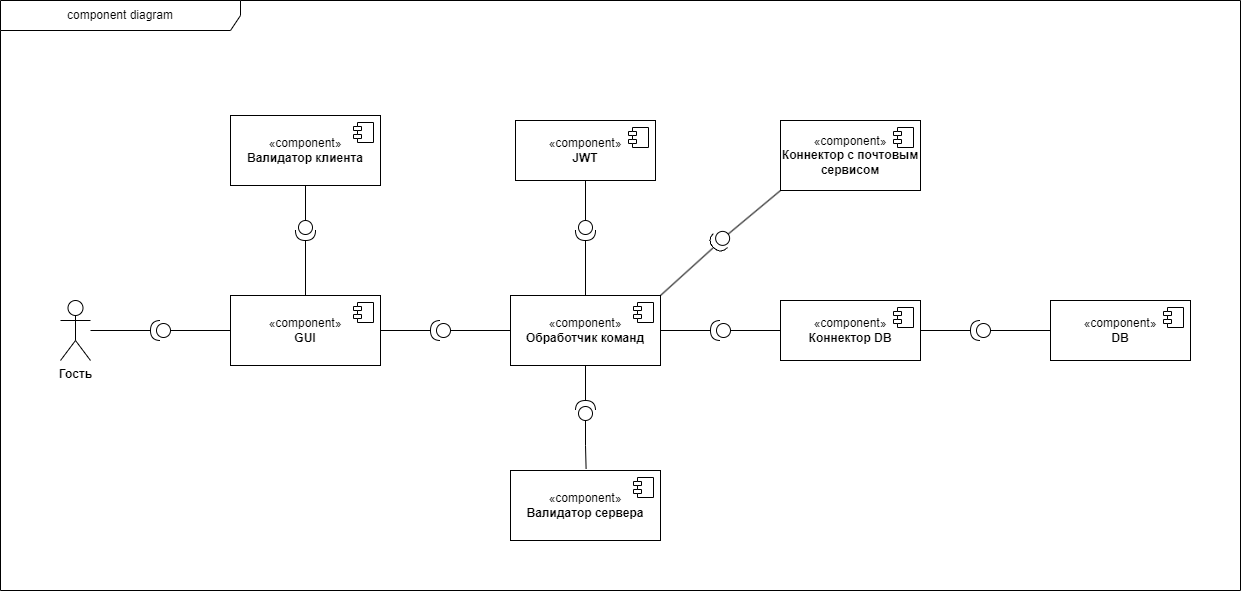 component diagram
«component»
Валидатор клиента
«component»
JWT
«component»
Коннектор с почтовым
сервисом
Гость
«component»
GUI
«component»
Обработчик команд
«component»
Коннектор DB
«component»
DB
«component»
Валидатор сервера